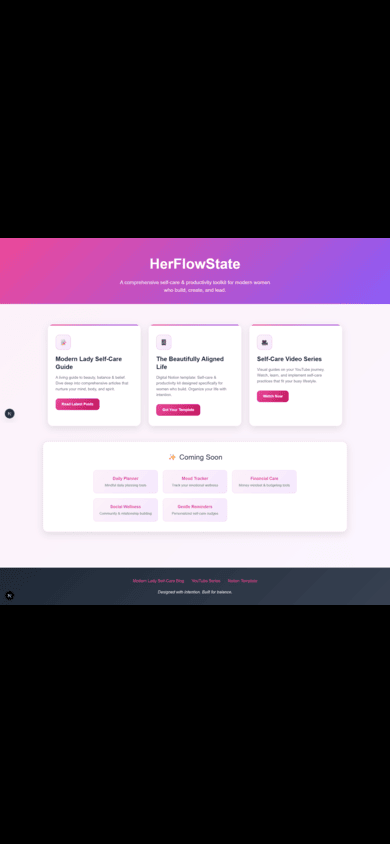 HerFlowState
A comprehensive self-care & productivity toolkit for modern women
who build, create, and lead.
Modern Lady Self-Care
Guide
A living guide to beauty, balance & belief.
Dive deep into comprehensive articles that
nurture your mind, body, and spirit.
Read Latest Posts
The Beautifully Aligned
Life
Digital Notion template. Self-care &
productivity kit designed specifically for
women who build. Organize your life with
intention.
Get Your Template
Self-Care Video Series
Visual guides on your YouTube journey.
Watch, learn, and implement self-care
practices that fit your busy lifestyle.
Watch Now
✨ Coming Soon
Daily Planner
Mindful daily planning tools
Mood Tracker
Track your emotional wellness
Financial Care
Money mindset & budgeting tools
Social Wellness
Community & relationship building
Gentle Reminders
Personalized self-care nudges
Modern Lady Self-Care Blog YouTube Series Notion Template
Designed with intention. Built for balance.
N
N